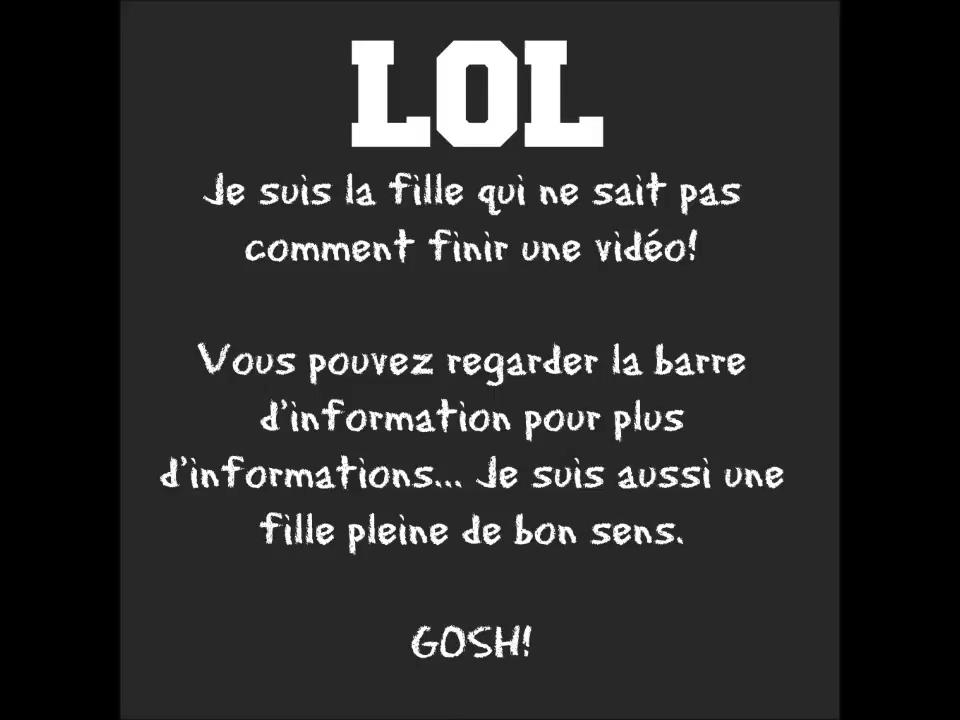 LOL
Je suis la fille qui ne sait pas
comment finir une vidéo!
Vous pouvez regarder la barre
d'information pour plus
d'informations... Je suis aussi une
fille pleine de bon sens.
GOSH!